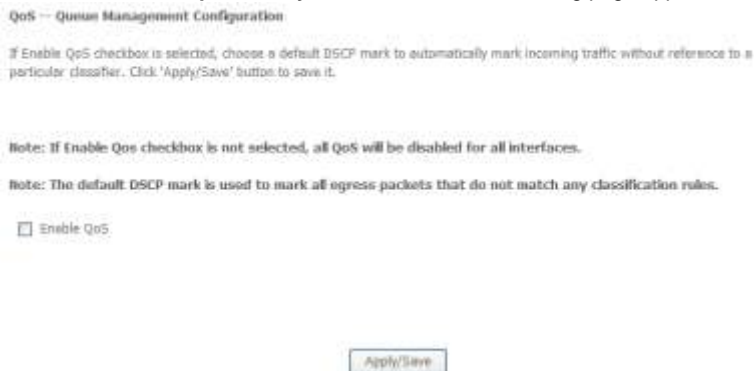 QoS -- Queue Management Configuration
If Enable QoS checkbox is selected, choose a default DSCP mark to automatically mark incoming traffic without reference to a
particular classifier. Click 'Apply/Save' button to save it.
Note: If Enable Qos checkbox is not selected, all QoS will be disabled for all interfaces.
Note: The default DSCP mark is used to mark all egress packets that do not match any classification rules.
Enable QoS
Apply/Save